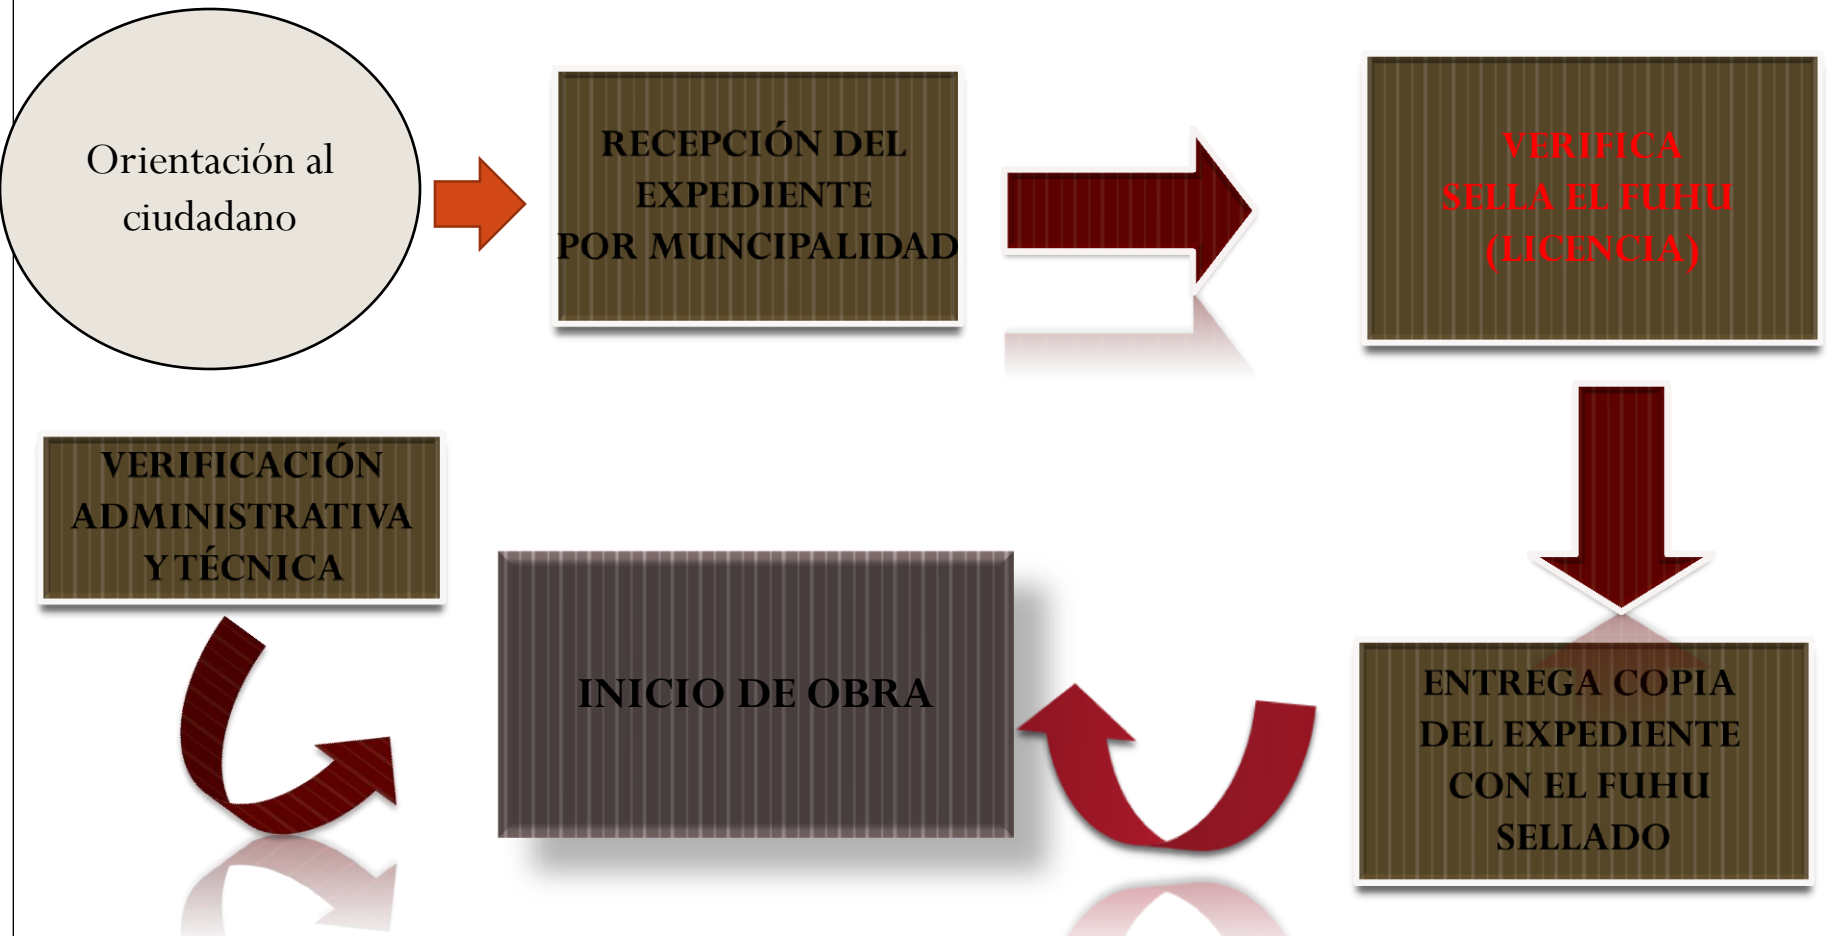 Orientación al
ciudadano
RECEPCIÓN DEL
EXPEDIENTE
POR MUNCIPALIDAD
VERIFICA
SELLA EL FUHU
(LICENCIA)
ENTREGA COPIA
DEL EXPEDIENTE
CON EL FUHU
SELLADO
INICIO DE OBRA
VERIFICACIÓN
ADMINISTRATIVA
Y TÉCNICA